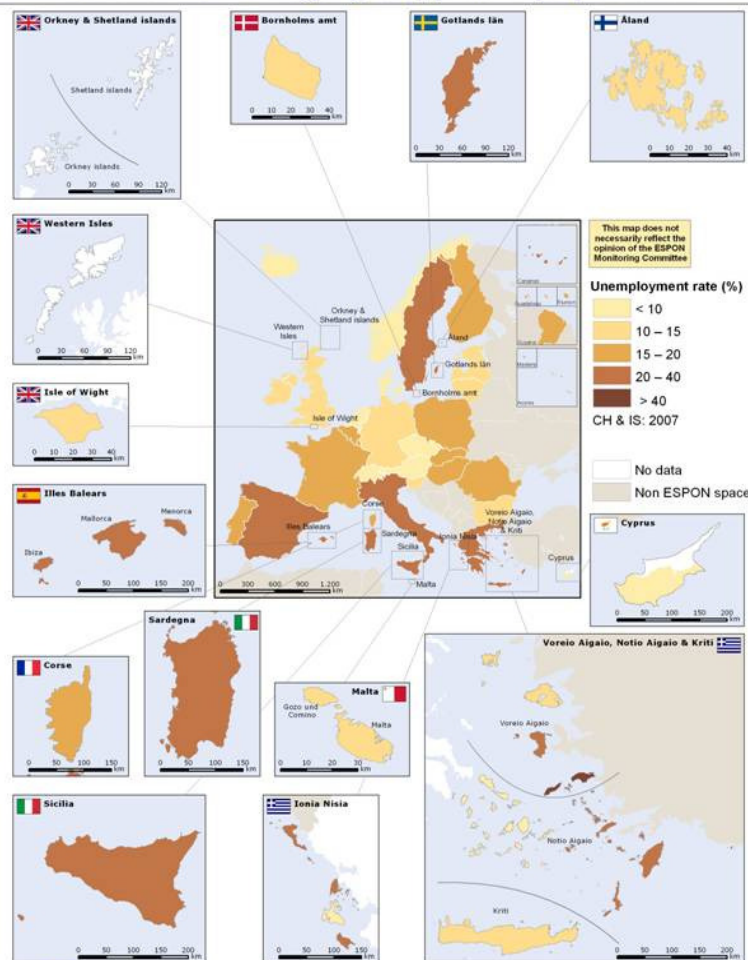 Orkney & Shetland islands
Shetland islands
Orkney islands
0 30 60 90 120
km
Bornholms amt
0 10 20 30 40
km
Gotlands län
0 30 60 90 120
km
Åland
0 10 20 30 40
km
Western Isles
0 30 60 90 120
km
Isle of Wight
0 10 20 30 40
km
Illes Balears
Mallorca
Menorca
Ibiza
0 50 100 150 200
km
Orkney &
Shetland islands
Western
Isles
Åland
Gotlands län
Bornholms amt
Isle of Wight
Corse
Illes Balears
Sardegna
Sicilia
Malta
Ionia Nisia
Voreio Aigaio,
Notio Aigaio
& Kriti
Cyprus
0 300 600 900 1.200
km
This map does not
necessarily reflect the
opinion of the ESPON
Monitoring Committee
Unemployment rate (%)
< 10
10 – 15
15 – 20
20 – 40
> 40
CH & IS: 2007
No data
Non ESPON space
Cyprus
0 50 100 150 200
km
Corse
0 50 100 150
km
Sardegna
0 50 100 150
km
Malta
Gozo und
Comino
Malta
0 10 20 30
km
Voreio Aigaio, Notio Aigaio & Kriti
Voreio Aigaio
Notio Aigaio
Kriti
0 50 100 150 200
km
Sicilia
0 50 100 150 200
km
Ionia Nisia
0 50 100 150
km